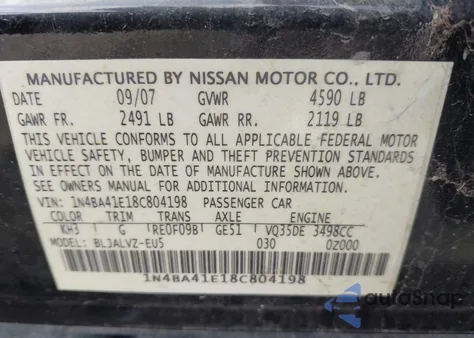 MANUFACTURED BY NISSAN MOTOR CO., LTD.
DATE 09/07 GVWR 4590 LB
GAWR FR. 2491 LB GAWR RR. 2119 LB
THIS VEHICLE CONFORMS TO ALL APPLICABLE FEDERAL MOTOR
VEHICLE SAFETY, BUMPER AND THEFT PREVENTION STANDARDS
IN EFFECT ON THE DATE OF MANUFACTURE SHOWN ABOVE.
SEE OWNERS MANUAL FOR ADDITIONAL INFORMATION.
VIN: 1N4BA41E18C804198 PASSENGER CAR
COLOR TRIM TRANS AXLE ENGINE
KH3 G RE0F09B GE51 VQ35DE 3498CC
MODEL: BLJALVZ-EU5 030 0Z000
1N4BA41E18C804198
autoSnap